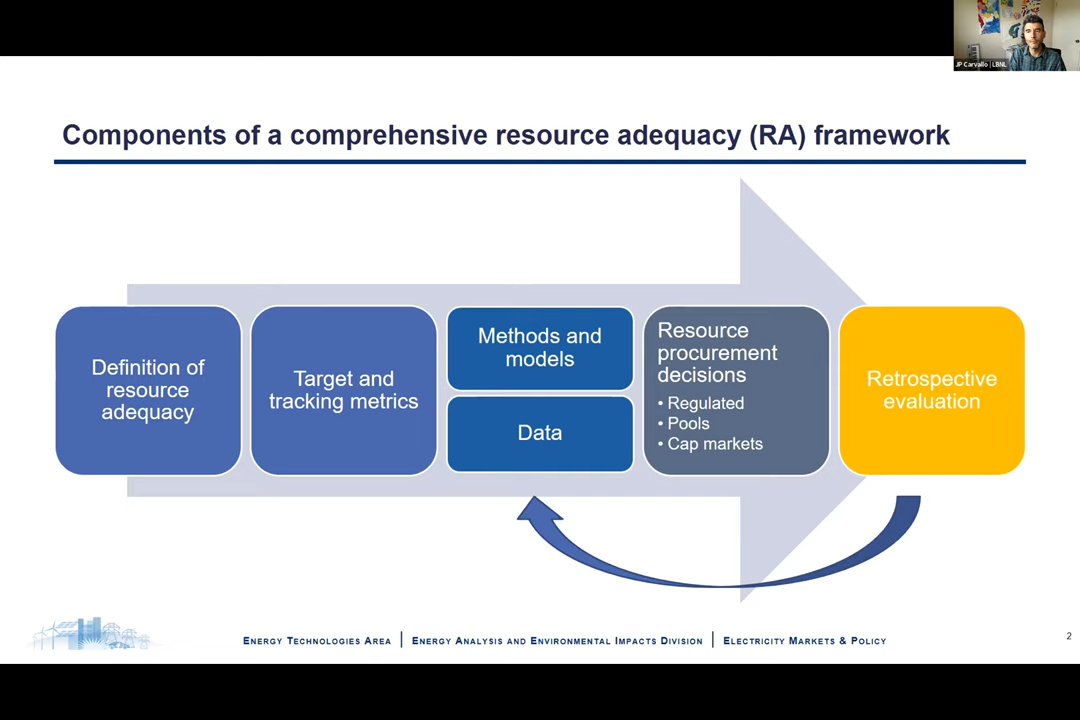 JP Carvallo | LBNL
Components of a comprehensive resource adequacy (RA) framework
Definition of
resource
adequacy
Target and
tracking metrics
Methods and
models
Data
Resource
procurement
decisions
• Regulated
• Pools
• Cap markets
Retrospective
evaluation
ENERGY TECHNOLOGIES AREA | ENERGY ANALYSIS AND ENVIRONMENTAL IMPACTS DIVISION | ELECTRICITY MARKETS & POLICY
2